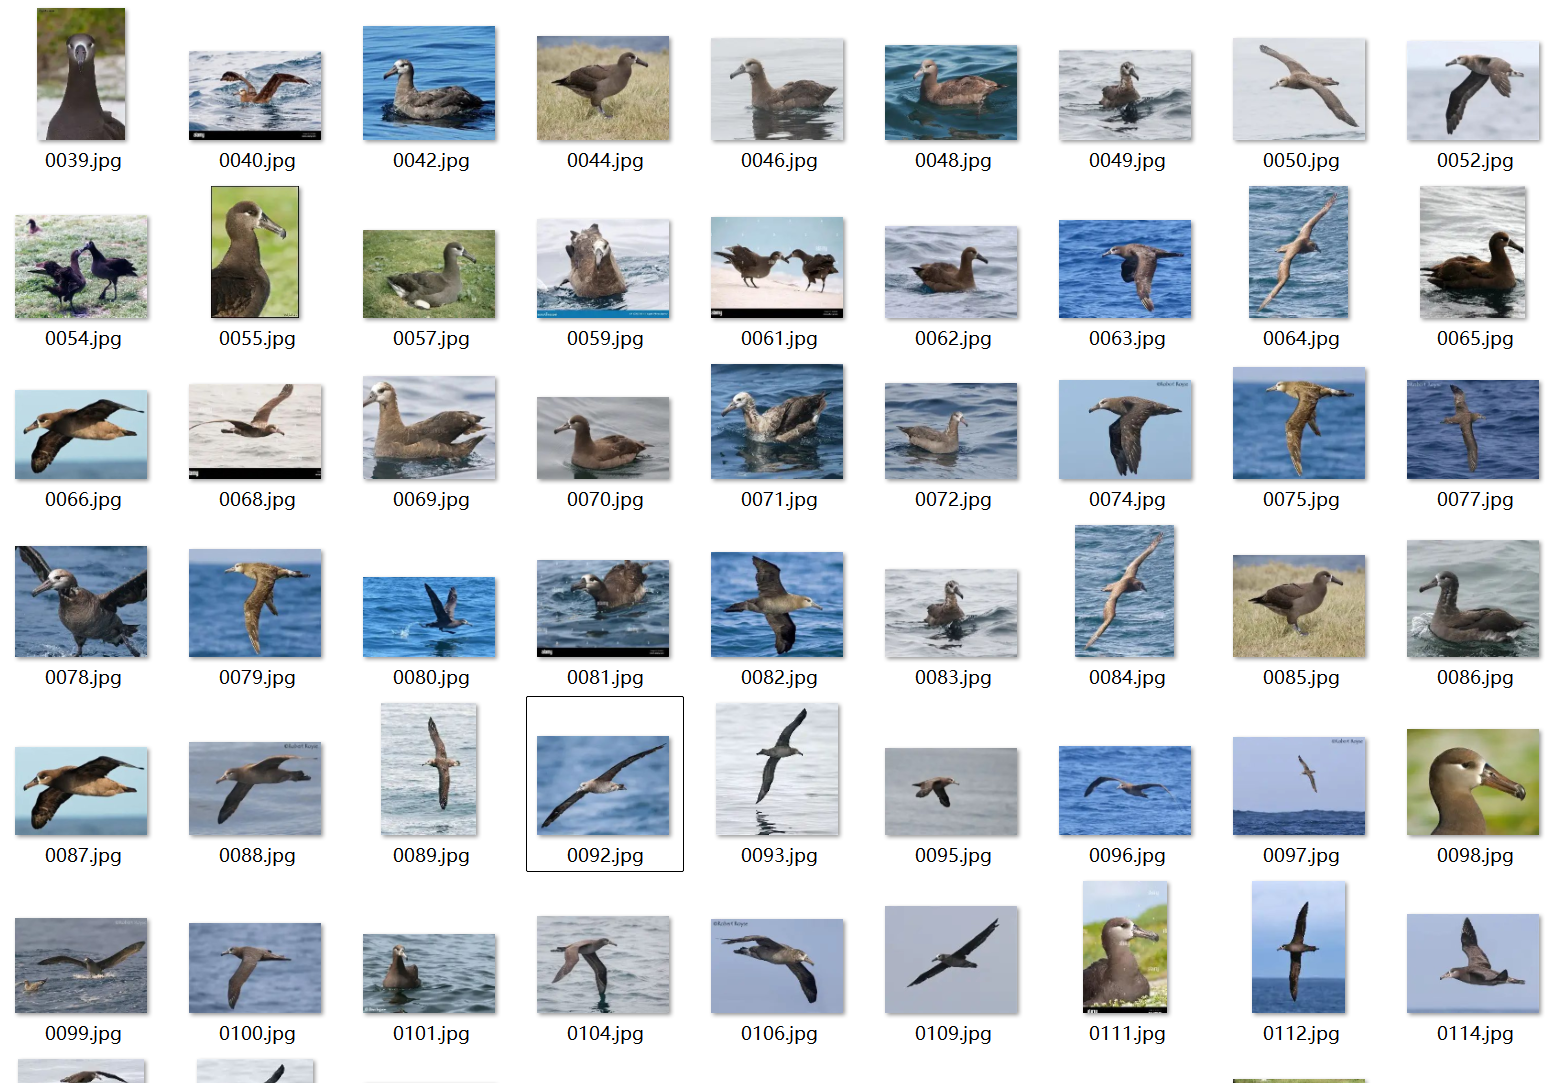 0039.jpg 0040.jpg 0042.jpg 0044.jpg 0046.jpg 0048.jpg 0049.jpg 0050.jpg 0052.jpg
0054.jpg 0055.jpg 0057.jpg 0059.jpg 0061.jpg 0062.jpg 0063.jpg 0064.jpg 0065.jpg
0066.jpg 0068.jpg 0069.jpg 0070.jpg 0071.jpg 0072.jpg 0074.jpg 0075.jpg 0077.jpg
0078.jpg 0079.jpg 0080.jpg 0081.jpg 0082.jpg 0083.jpg 0084.jpg 0085.jpg 0086.jpg
0087.jpg 0088.jpg 0089.jpg 0092.jpg 0093.jpg 0095.jpg 0096.jpg 0097.jpg 0098.jpg
0099.jpg 0100.jpg 0101.jpg 0104.jpg 0106.jpg 0109.jpg 0111.jpg 0112.jpg 0114.jpg